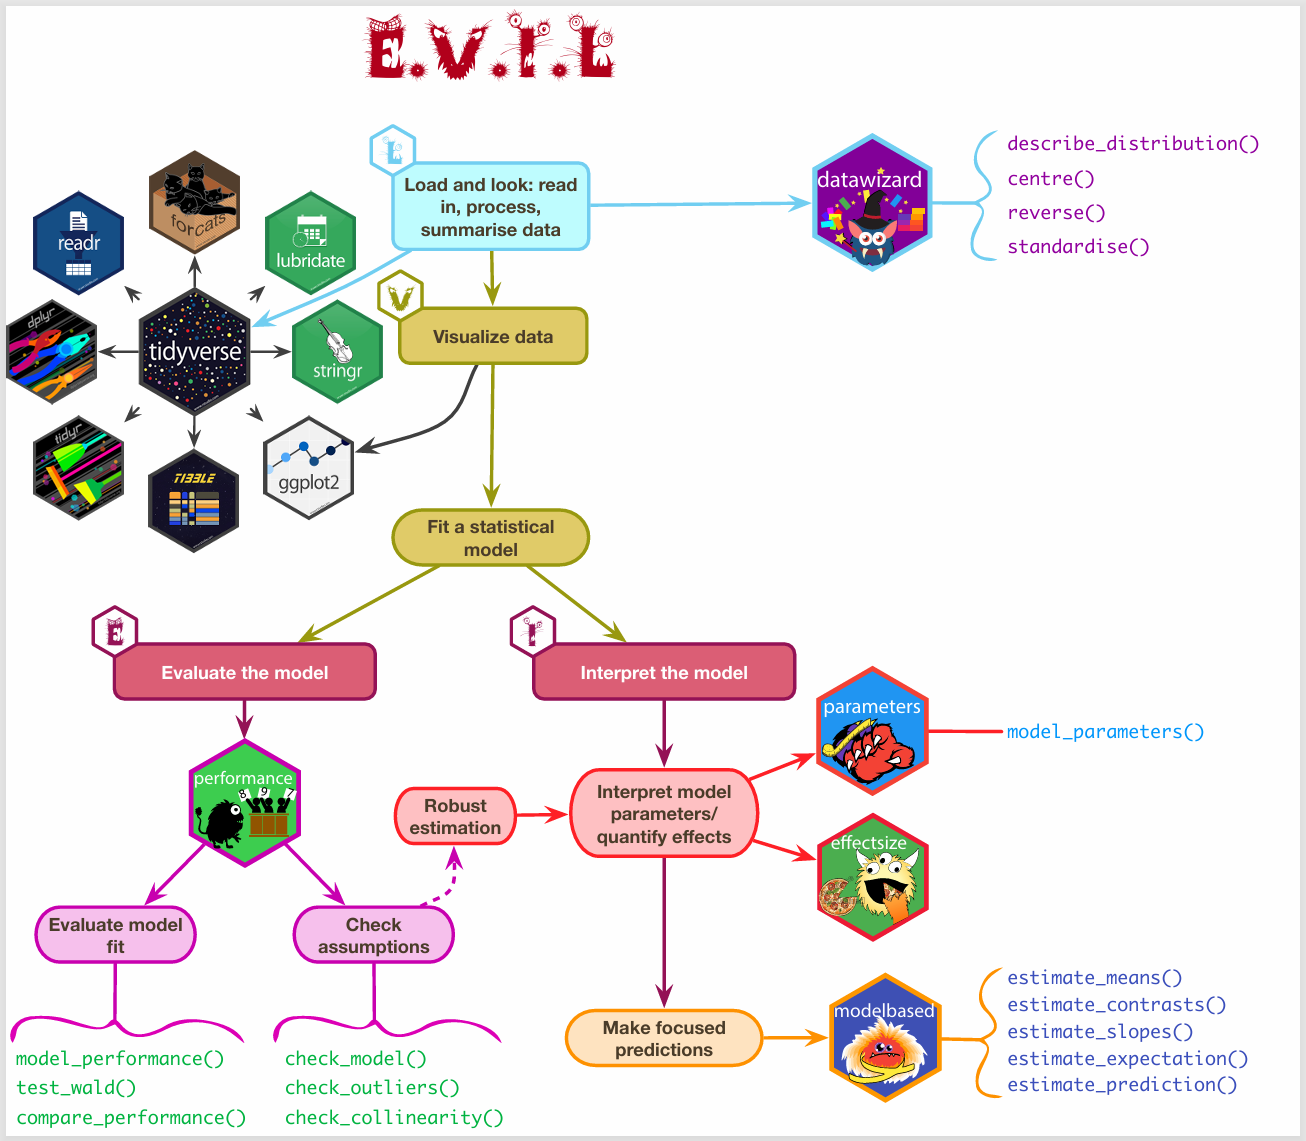 E.V.I.L
L
Load and look: read
in, process,
summarise data
datawizard
describe_distribution()
centre()
reverse()
standardise()
forcats
readr
lubridate
dplyr
tidyverse
stringr
tidyr
TIBBLE
ggplot2
V
Visualize data
Fit a statistical
model
E
Evaluate the model
I
Interpret the model
performance
8 9 7
Robust
estimation
Interpret model
parameters/
quantify effects
parameters
model_parameters()
effectsize
Evaluate model
fit
Check
assumptions
model_performance()
test_wald()
compare_performance()
check_model()
check_outliers()
check_collinearity()
Make focused
predictions
modelbased
estimate_means()
estimate_contrasts()
estimate_slopes()
estimate_expectation()
estimate_prediction()